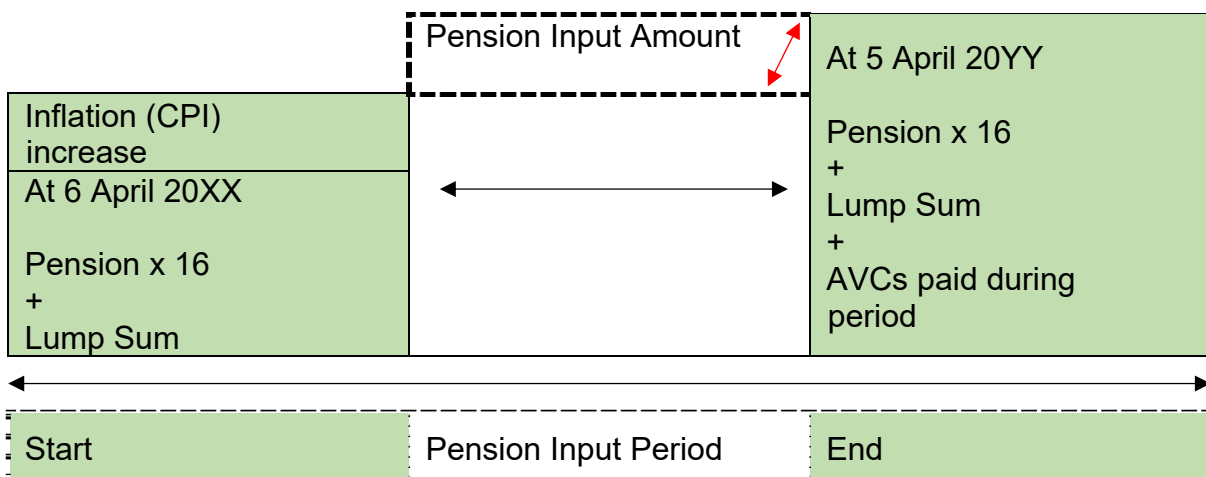 Pension Input Amount
Inflation (CPI)
increase
At 6 April 20XX
Pension x 16
+
Lump Sum
At 5 April 20YY
Pension x 16
+
Lump Sum
+
AVCs paid during
period
Start
Pension Input Period
End